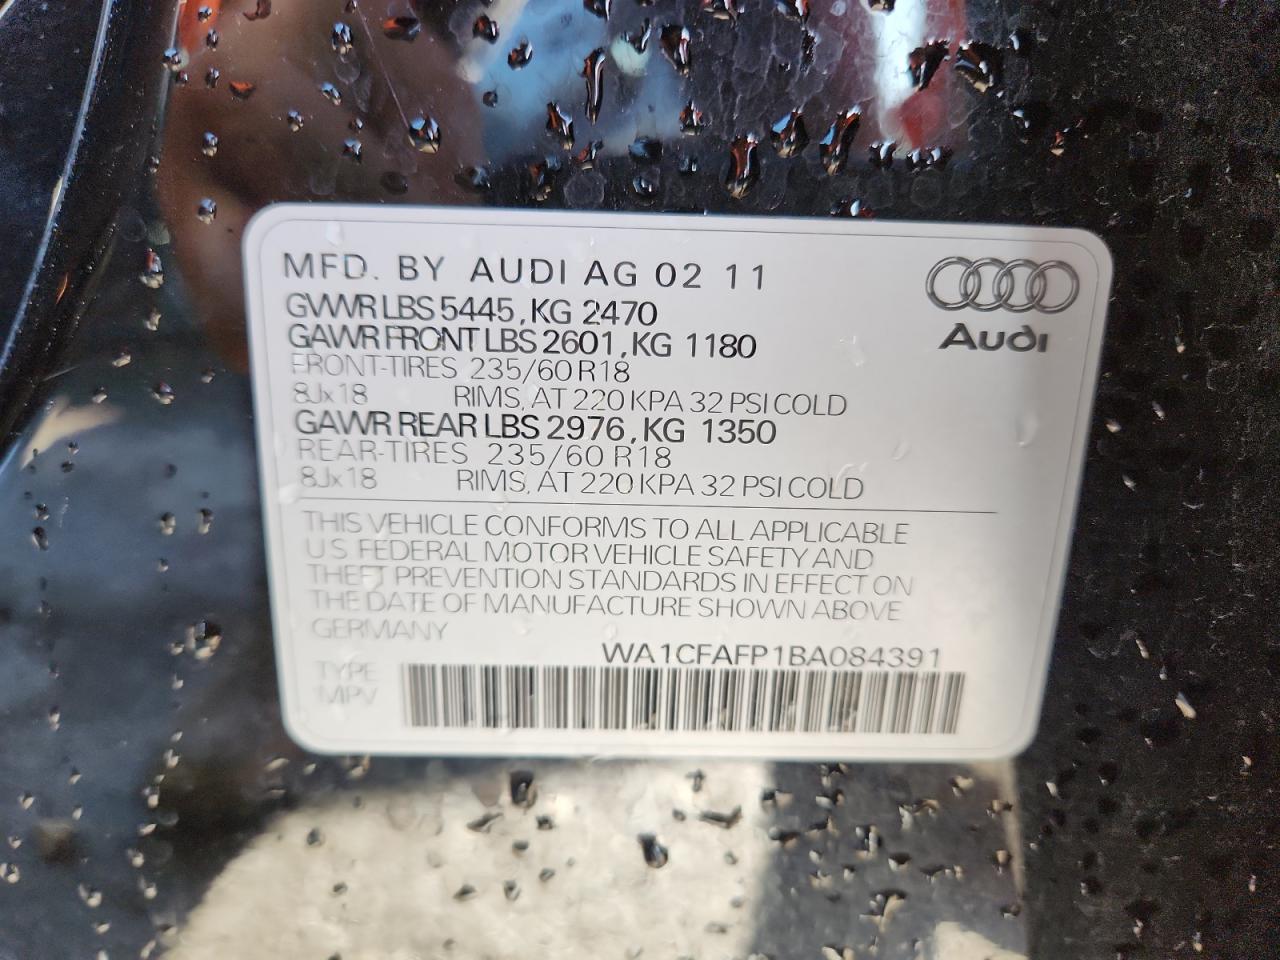 MFD. BY AUDI AG 02 11
GVWR LBS 5445, KG 2470
GAWR FRONT LBS 2601, KG 1180
FRONT-TIRES 235/60 R18
8Jx18 RIMS, AT 220 KPA 32 PSI COLD
GAWR REAR LBS 2976, KG 1350
REAR-TIRES 235/60 R18
8Jx18 RIMS, AT 220 KPA 32 PSI COLD
Audi
THIS VEHICLE CONFORMS TO ALL APPLICABLE
U.S. FEDERAL MOTOR VEHICLE SAFETY AND
THEFT PREVENTION STANDARDS IN EFFECT ON
THE DATE OF MANUFACTURE SHOWN ABOVE
GERMANY
WA1CFAFP1BA084391
TYPE
MPV